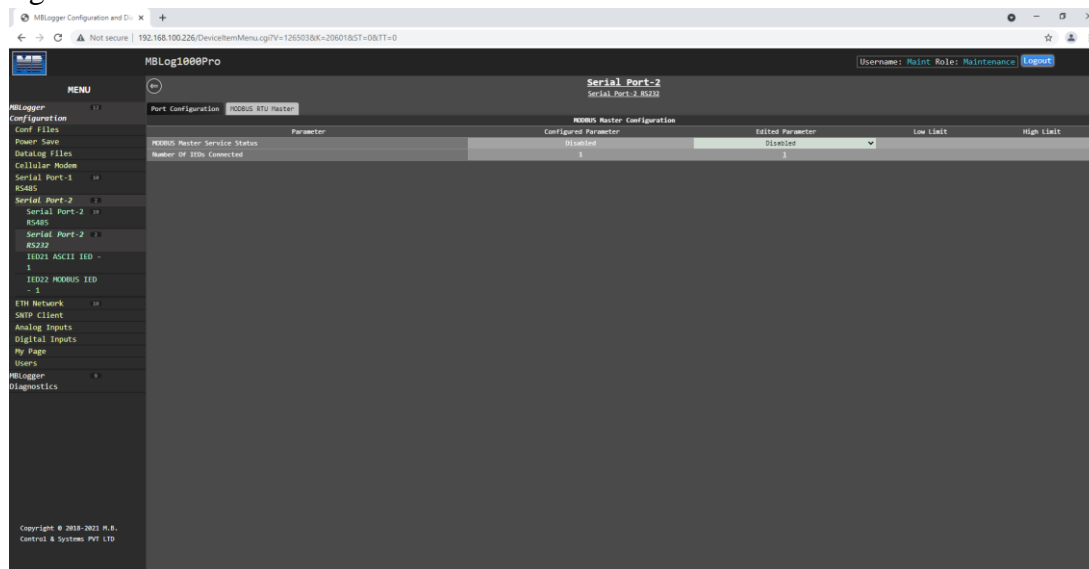 MBLogger Configuration and Di
Not secure 192.168.100.226/DeviceItemMenu.cgi?V=126503&K=20601&ST=0&TT=0
MBLog1000Pro
Username: Maint Role: Maintenance Logout
MENU
Serial Port-2
Serial Port-2 RS232
Port Configuration MODBUS RTU Master
MODBUS Master Configuration
Parameter Configured Parameter Edited Parameter Low Limit High Limit
MODBUS Master Service Status Disabled Disabled
Number Of IEDs Connected 1 1
MBLogger
Configuration
Conf Files
Power Save
DataLog Files
Cellular Modem
Serial Port-1
RS485
Serial Port-2
Serial Port-2
RS485
Serial Port-2
RS232
IED21 ASCII IED -
1
IED22 MODBUS IED
- 1
ETH Network
SNTP Client
Analog Inputs
Digital Inputs
My Page
Users
MBLogger
Diagnostics
Copyright © 2018-2021 M.B.
Control & Systems PVT LTD